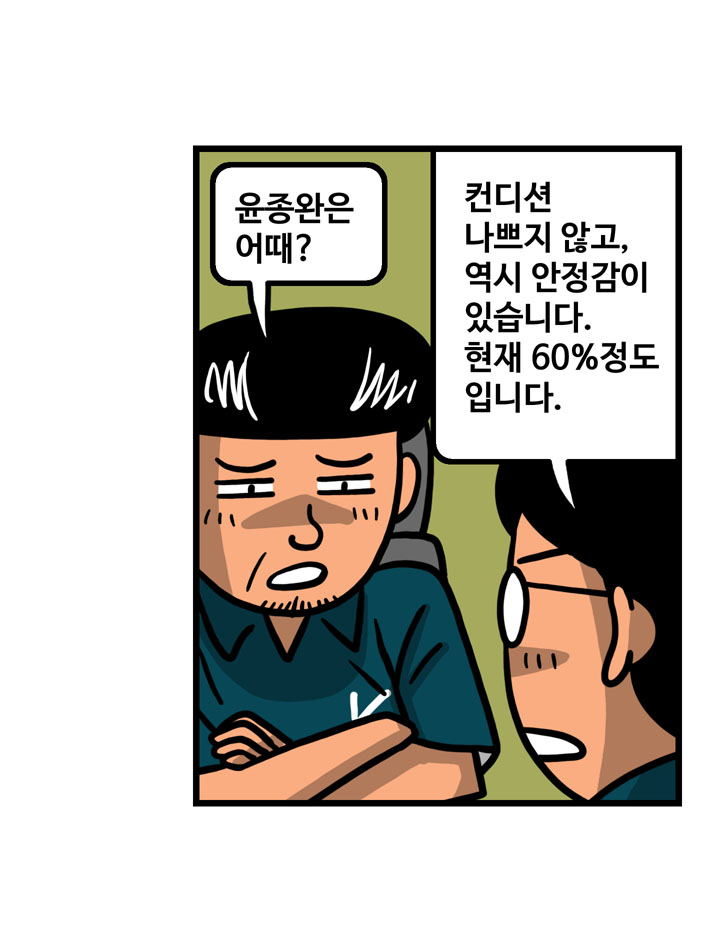 윤종완은
어때?
컨디션
나쁘지 않고,
역시 안정감이
있습니다.
현재 60%정도
입니다.
K